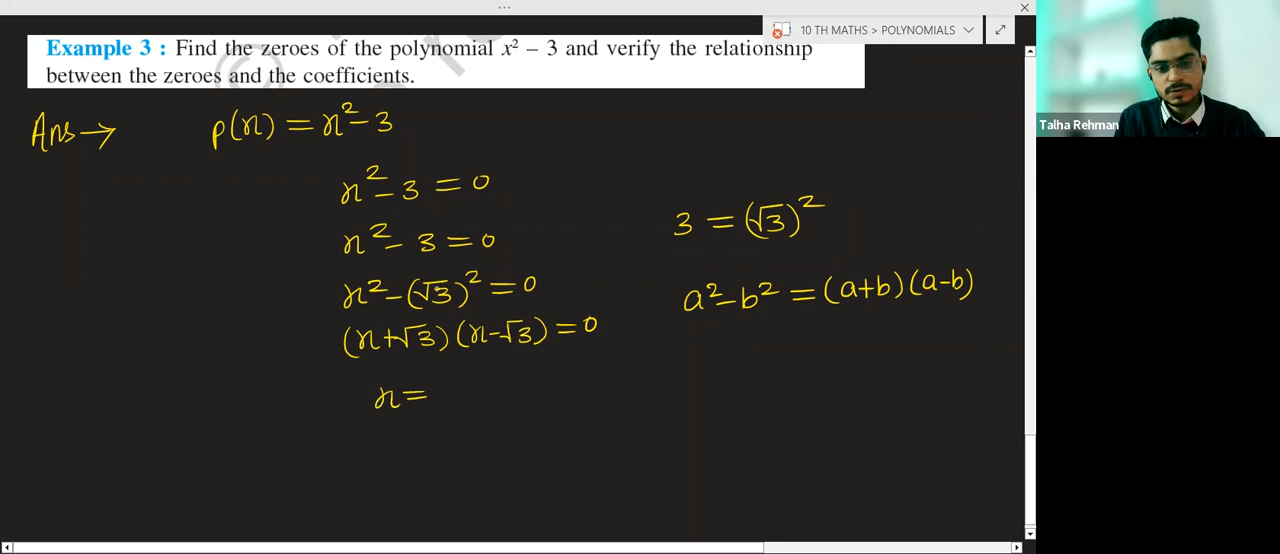 10 TH MATHS > POLYNOMIALS
Example 3 : Find the zeroes of the polynomial x² – 3 and verify the relationship
between the zeroes and the coefficients.
Talha Rehman
Ans → p(x) = x² - 3
x² - 3 = 0
x² - 3 = 0
x² - (√3)² = 0
(x + √3) (x - √3) = 0
x =
3 = (√3)²
a² - b² = (a+b) (a-b)